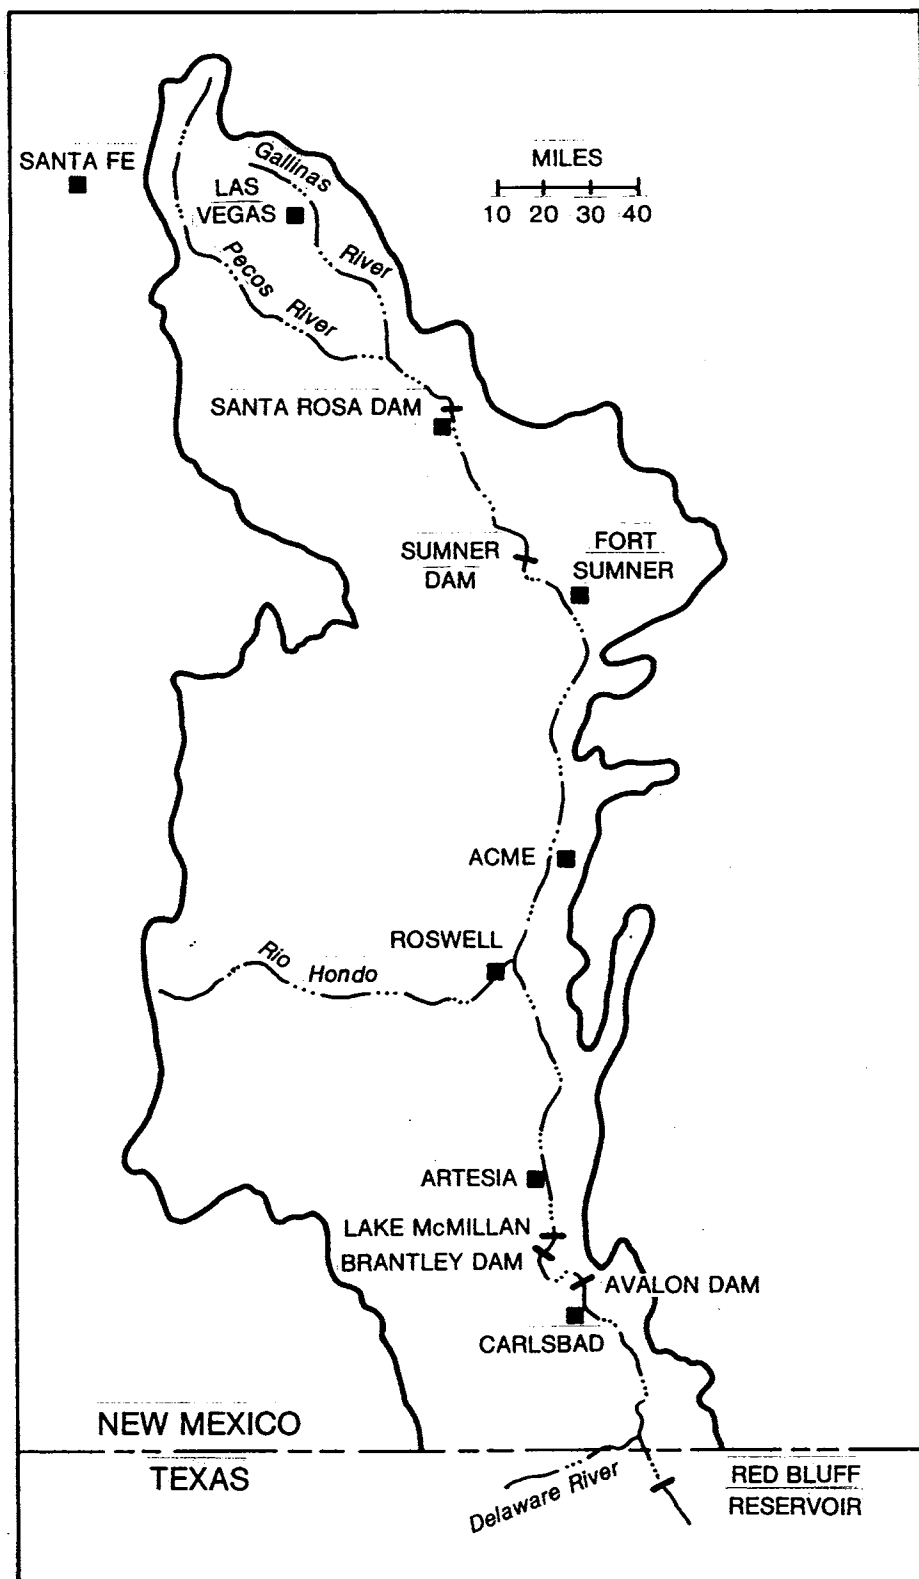 SANTA FE
Gallinas
River
MILES
10 20 30 40
LAS
VEGAS
Pecos
River
SANTA ROSA DAM
SUMNER
DAM
FORT
SUMNER
ACME
ROSWELL
Rio
Hondo
ARTESIA
LAKE McMILLAN
BRANTLEY DAM
AVALON DAM
CARLSBAD
NEW MEXICO
TEXAS
Delaware River
RED BLUFF
RESERVOIR